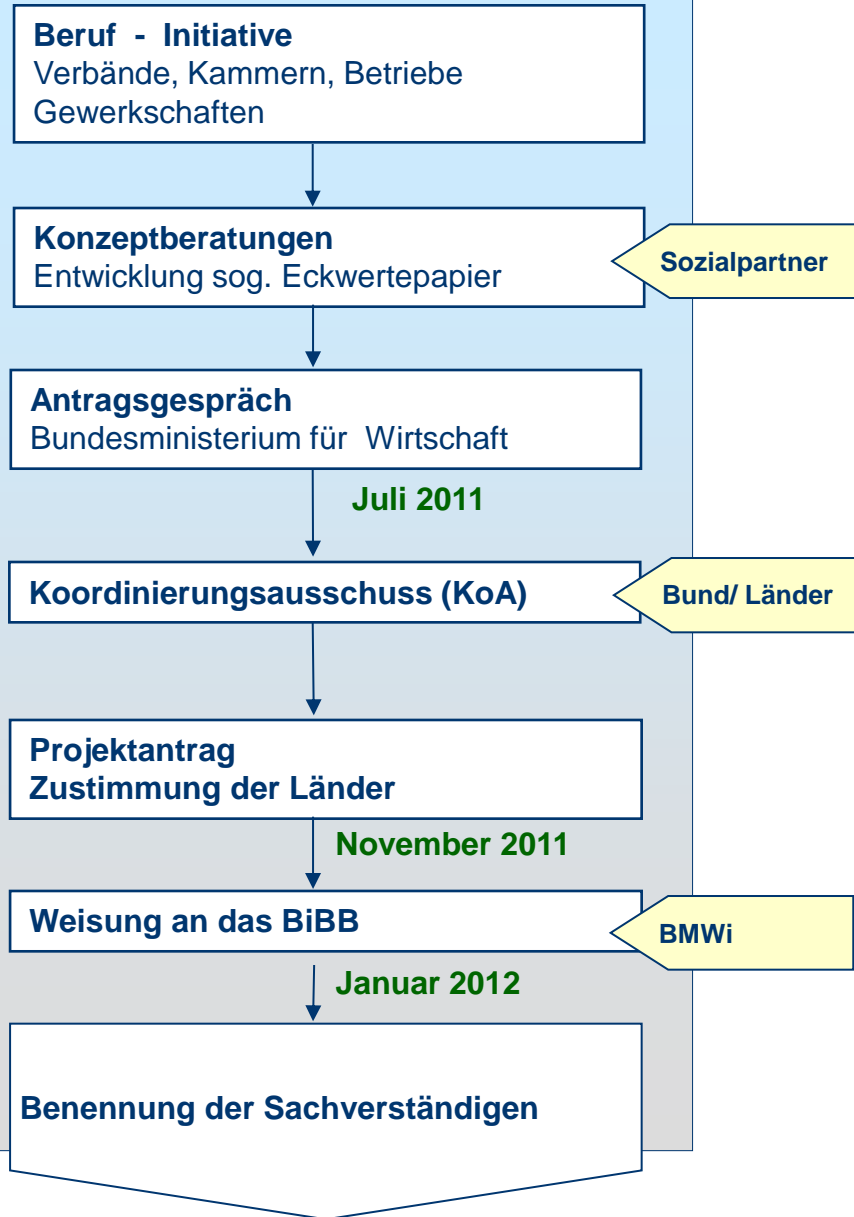 Beruf - Initiative
Verbände, Kammern, Betriebe
Gewerkschaften
Konzeptberatungen
Entwicklung sog. Eckwertepapier
Sozialpartner
Antragsgespräch
Bundesministerium für Wirtschaft
Juli 2011
Koordinierungsausschuss (KoA)
Bund/ Länder
Projektantrag
Zustimmung der Länder
November 2011
Weisung an das BiBB
BMWi
Januar 2012
Benennung der Sachverständigen